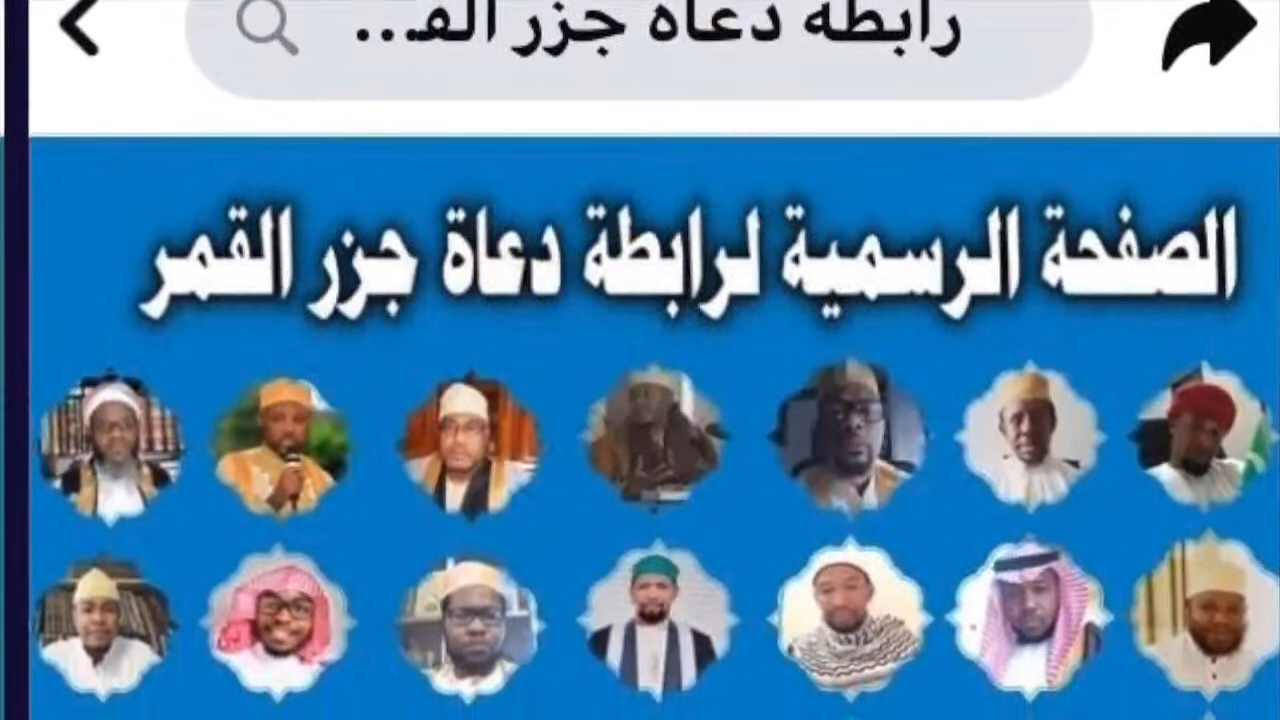 رابطة دعاة جزر الق...
الصفحة الرسمية لرابطة دعاة جزر القمر